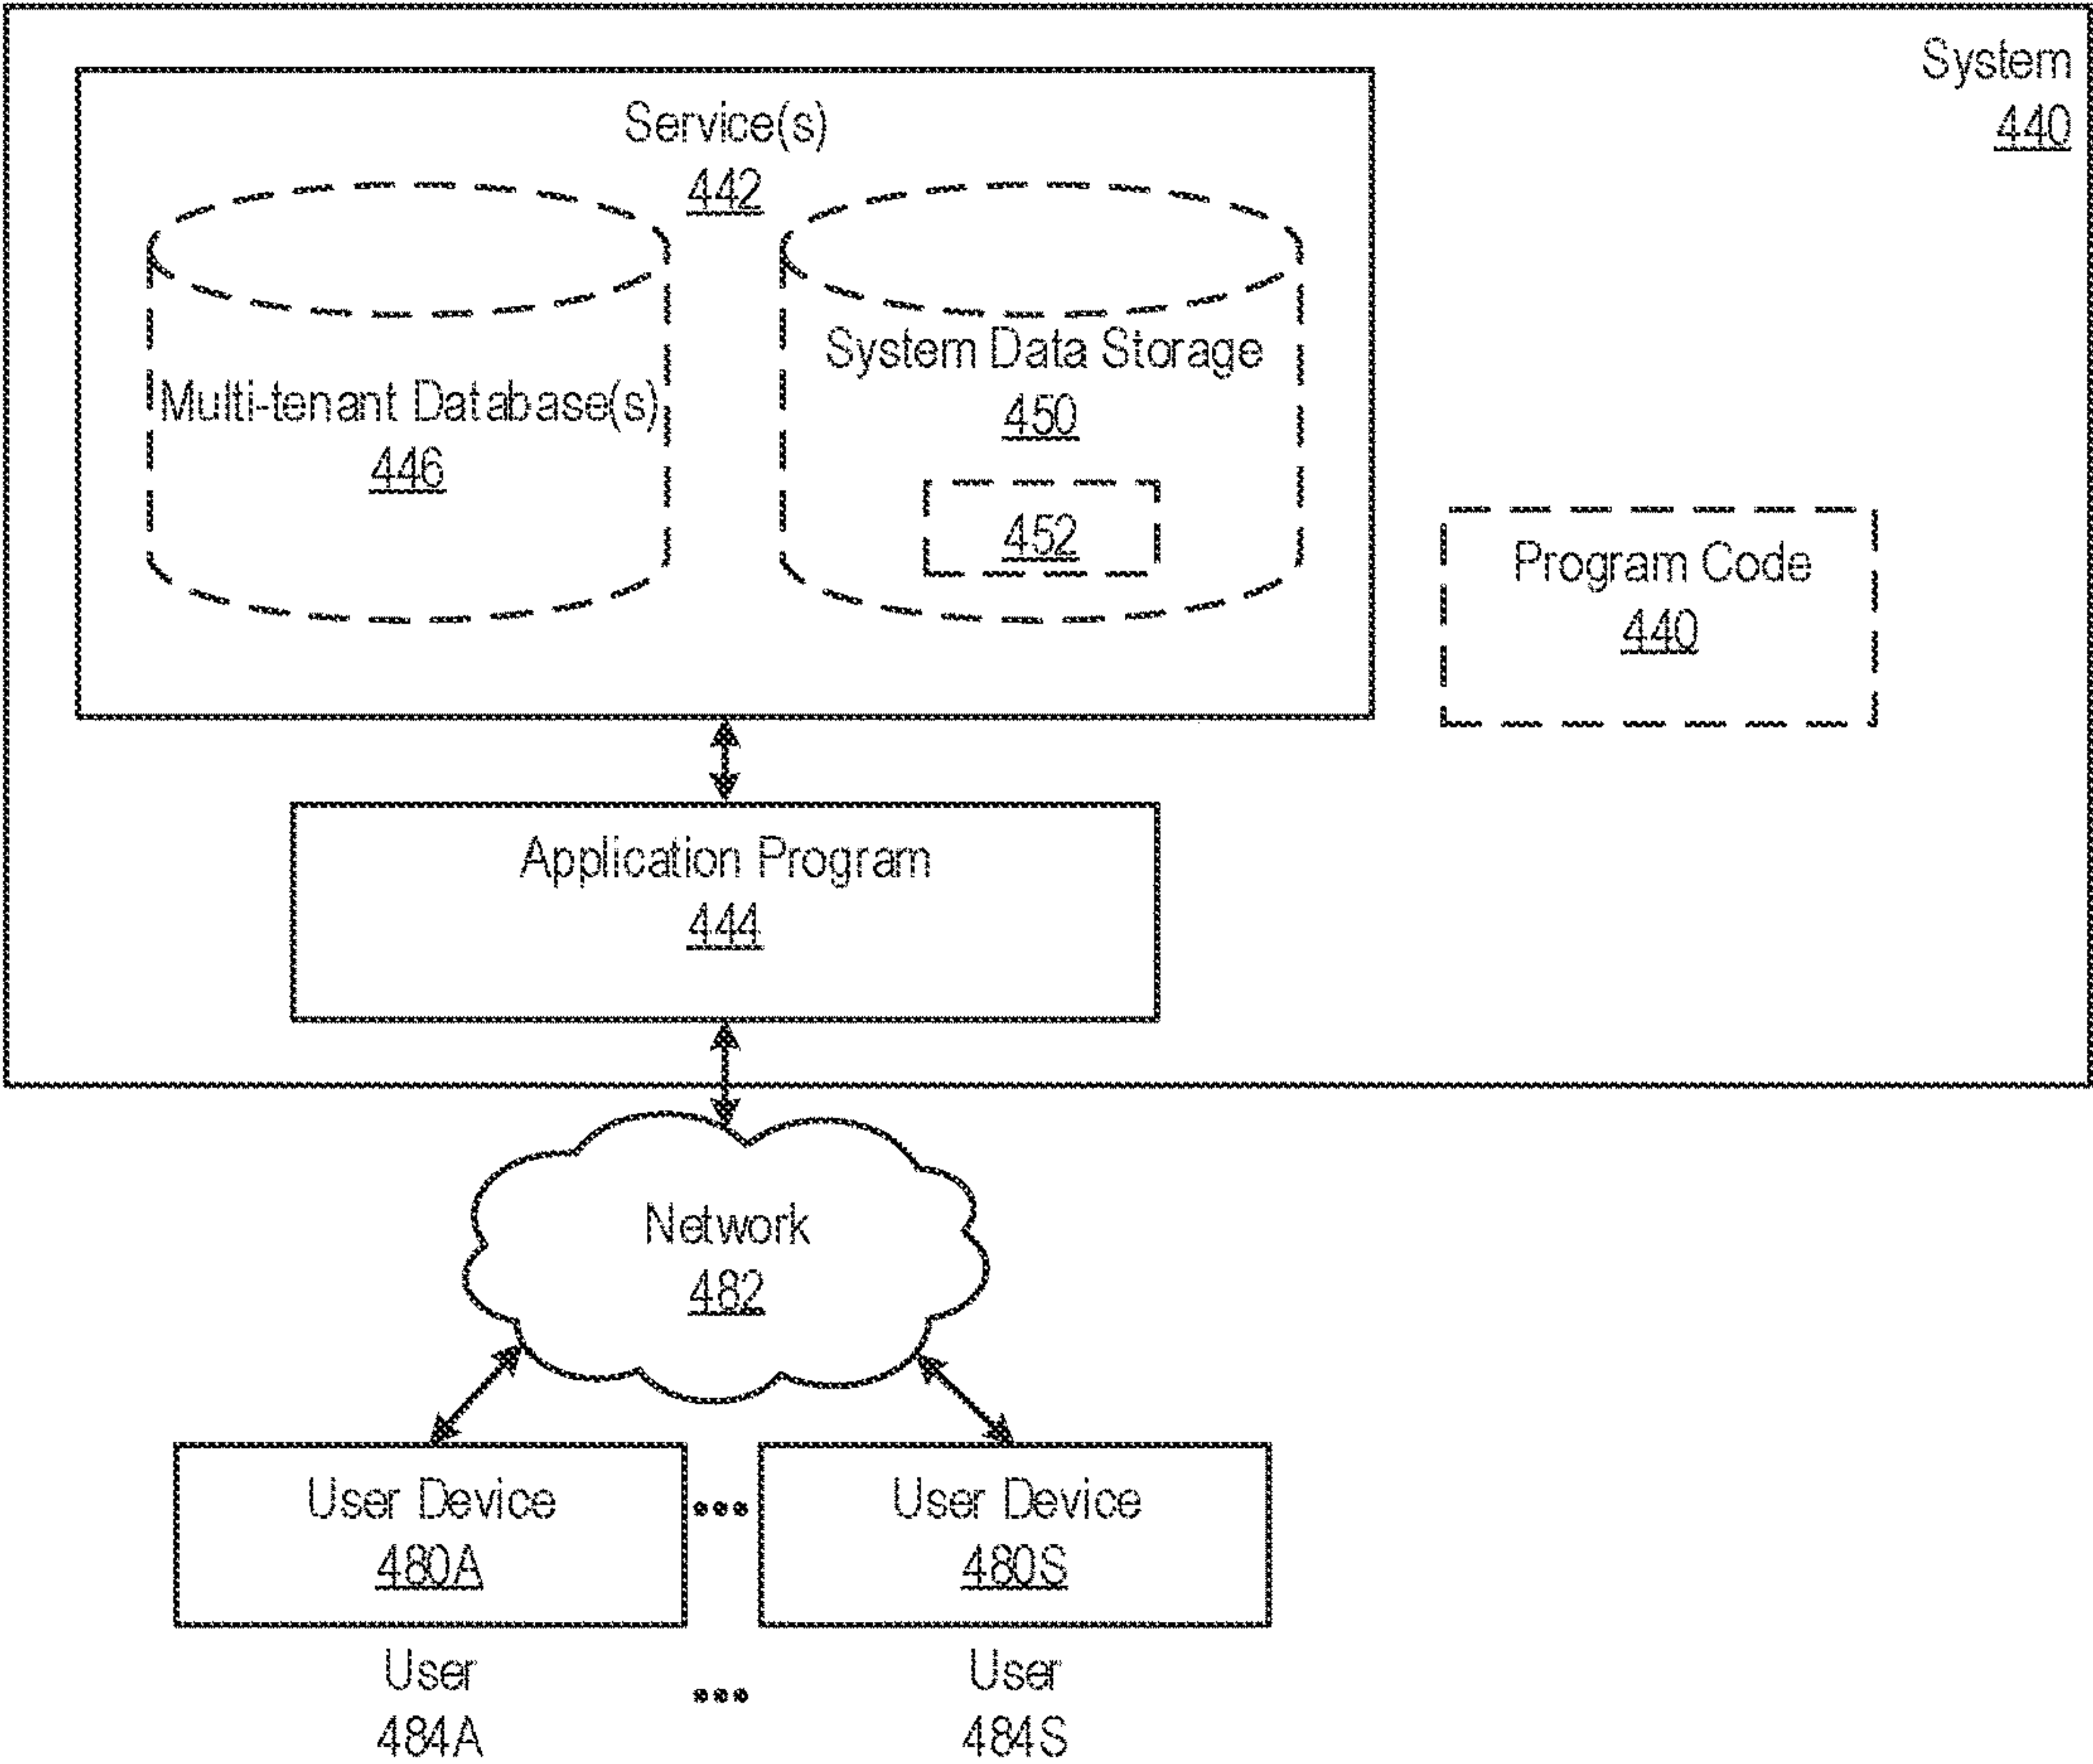 System
440
Service(s)
442
Multi-tenant Database(s)
446
System Data Storage
450
452
Program Code
440
Application Program
444
Network
482
User Device
480A
•••
User Device
480S
User
484A
•••
User
484S